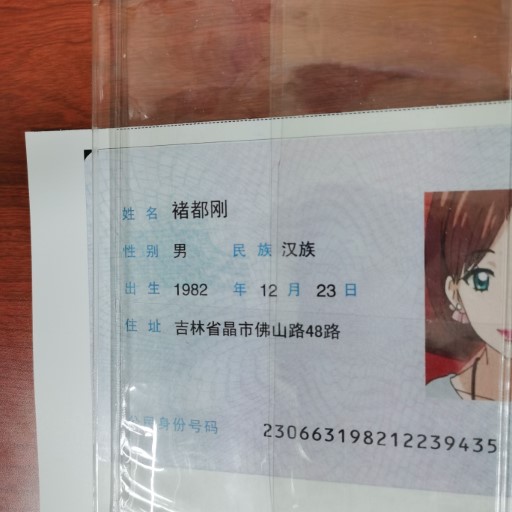 姓名 褚都刚
性别 男 民族 汉族
出生 1982 年 12 月 23 日
住址 吉林省晶市佛山路48路
公民身份号码 230663198212239435